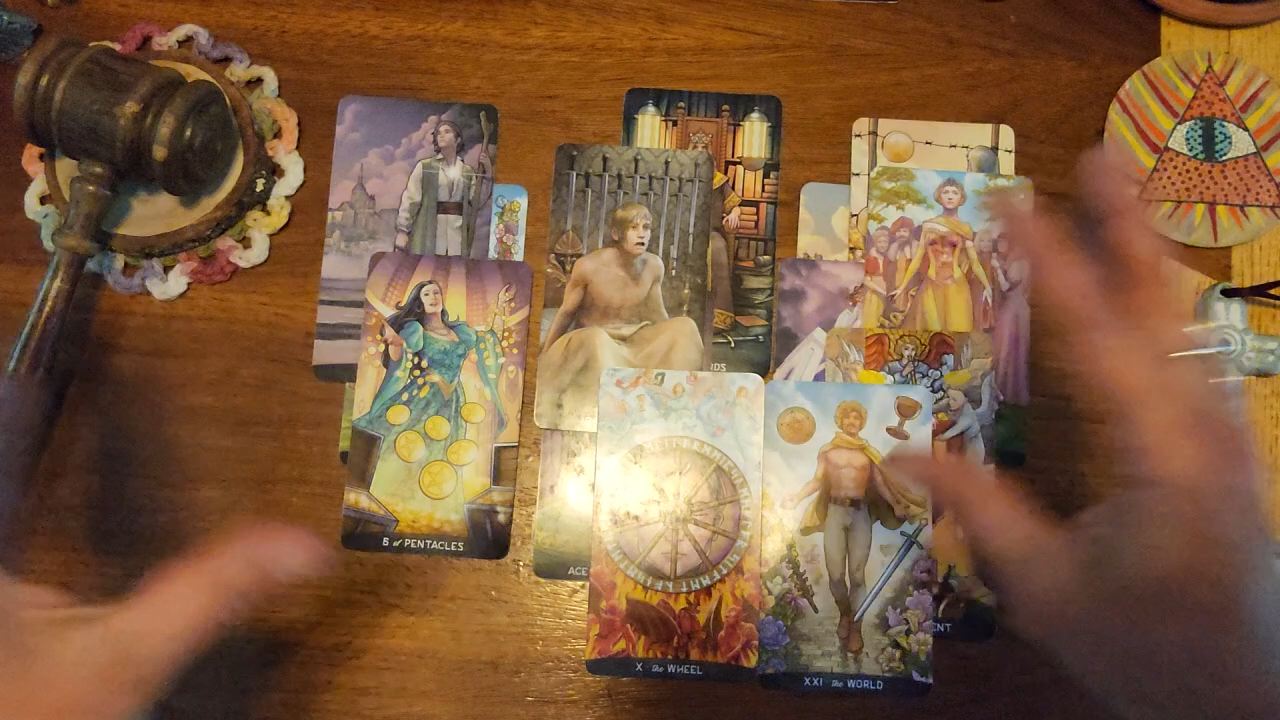 IDS
6 of PENTACLES
ACE
X the WHEEL
XXI the WORLD
ENT